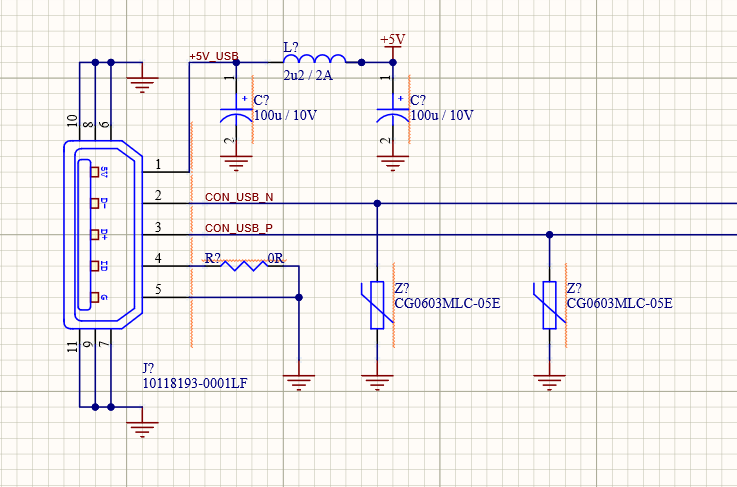 +5V
L?
+5V_USB
2u2 / 2A
1
1
C?
100u / 10V
C?
100u / 10V
10
8
6
2
2
5V
1
D-
2
CON_USB_N
D+
3
CON_USB_P
ID
4
R?
0R
G
5
Z?
CG0603MLC-05E
Z?
CG0603MLC-05E
11
9
7
J?
10118193-0001LF